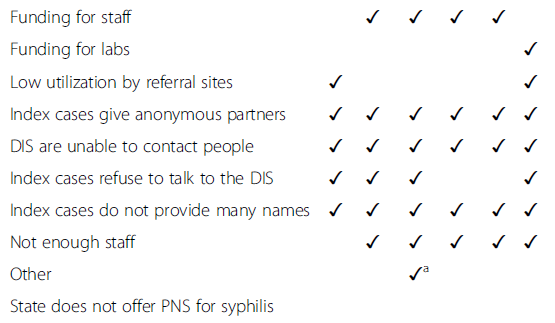 Funding for staff ✓ ✓ ✓ ✓
Funding for labs ✓
Low utilization by referral sites ✓ ✓
Index cases give anonymous partners ✓ ✓ ✓ ✓ ✓ ✓
DIS are unable to contact people ✓ ✓ ✓ ✓ ✓ ✓
Index cases refuse to talk to the DIS ✓ ✓ ✓ ✓
Index cases do not provide many names ✓ ✓ ✓ ✓ ✓ ✓
Not enough staff ✓ ✓ ✓ ✓ ✓
Other ✓a
State does not offer PNS for syphilis